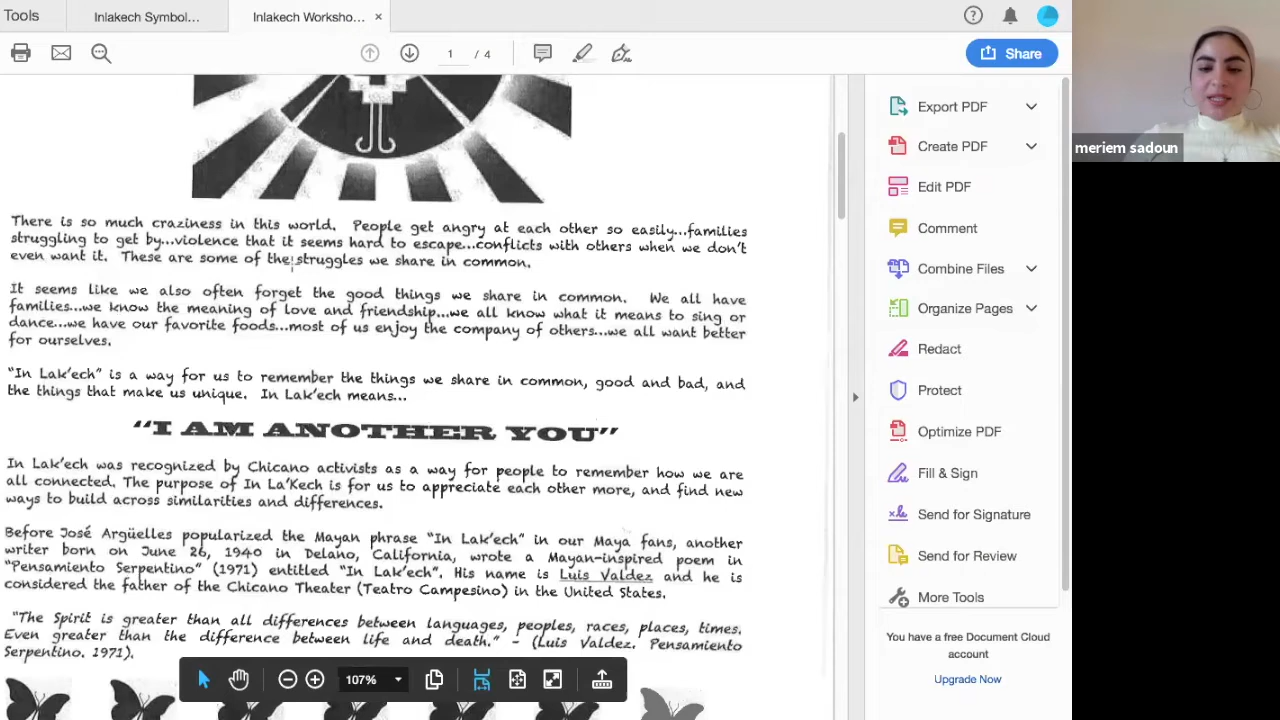 Tools
Inlakech Symbol...
Inlakech Worksho... ×
1 / 4
Share
meriem sadoun
Export PDF
Create PDF
Edit PDF
Comment
Combine Files
Organize Pages
Redact
Protect
Optimize PDF
Fill & Sign
Send for Signature
Send for Review
More Tools
You have a free Document Cloud
account
Upgrade Now
There is so much craziness in this world. People get angry at each other so easily...families
struggling to get by...violence that it seems hard to escape...conflicts with others when we don't
even want it. These are some of the struggles we share in common.
It seems like we also often forget the good things we share in common. We all have
families...we know the meaning of love and friendship...we all know what it means to sing or
dance...we have our favorite foods...most of us enjoy the company of others...we all want better
for ourselves.
"In Lak'ech" is a way for us to remember the things we share in common, good and bad, and
the things that make us unique. In Lak'ech means...
"I AM ANOTHER YOU"
In Lak'ech was recognized by Chicano activists as a way for people to remember how we are
all connected. The purpose of In La'Kech is for us to appreciate each other more, and find new
ways to build across similarities and differences.
Before José Argüelles popularized the Mayan phrase "In Lak'ech" in our Maya fans, another
writer born on June 26, 1940 in Delano, California, wrote a Mayan-inspired poem in
"Pensamiento Serpentino" (1971) entitled "In Lak'ech". His name is Luis Valdez and he is
considered the father of the Chicano Theater (Teatro Campesino) in the United States.
"The Spirit is greater than all differences between languages, peoples, races, places, times.
Even greater than the difference between life and death." - (Luis Valdez. Pensamiento
Serpentino. 1971).
107%